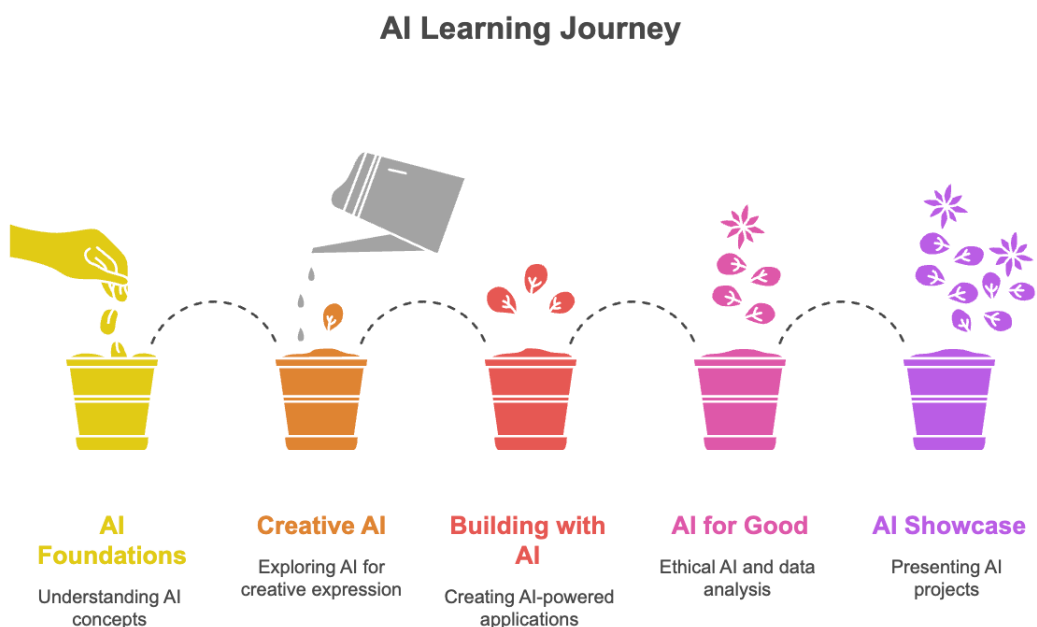 AI Learning Journey
AI
Foundations
Understanding AI
concepts
Creative AI
Exploring AI for
creative expression
Building with
AI
Creating AI-powered
applications
AI for Good
Ethical AI and data
analysis
AI Showcase
Presenting AI
projects